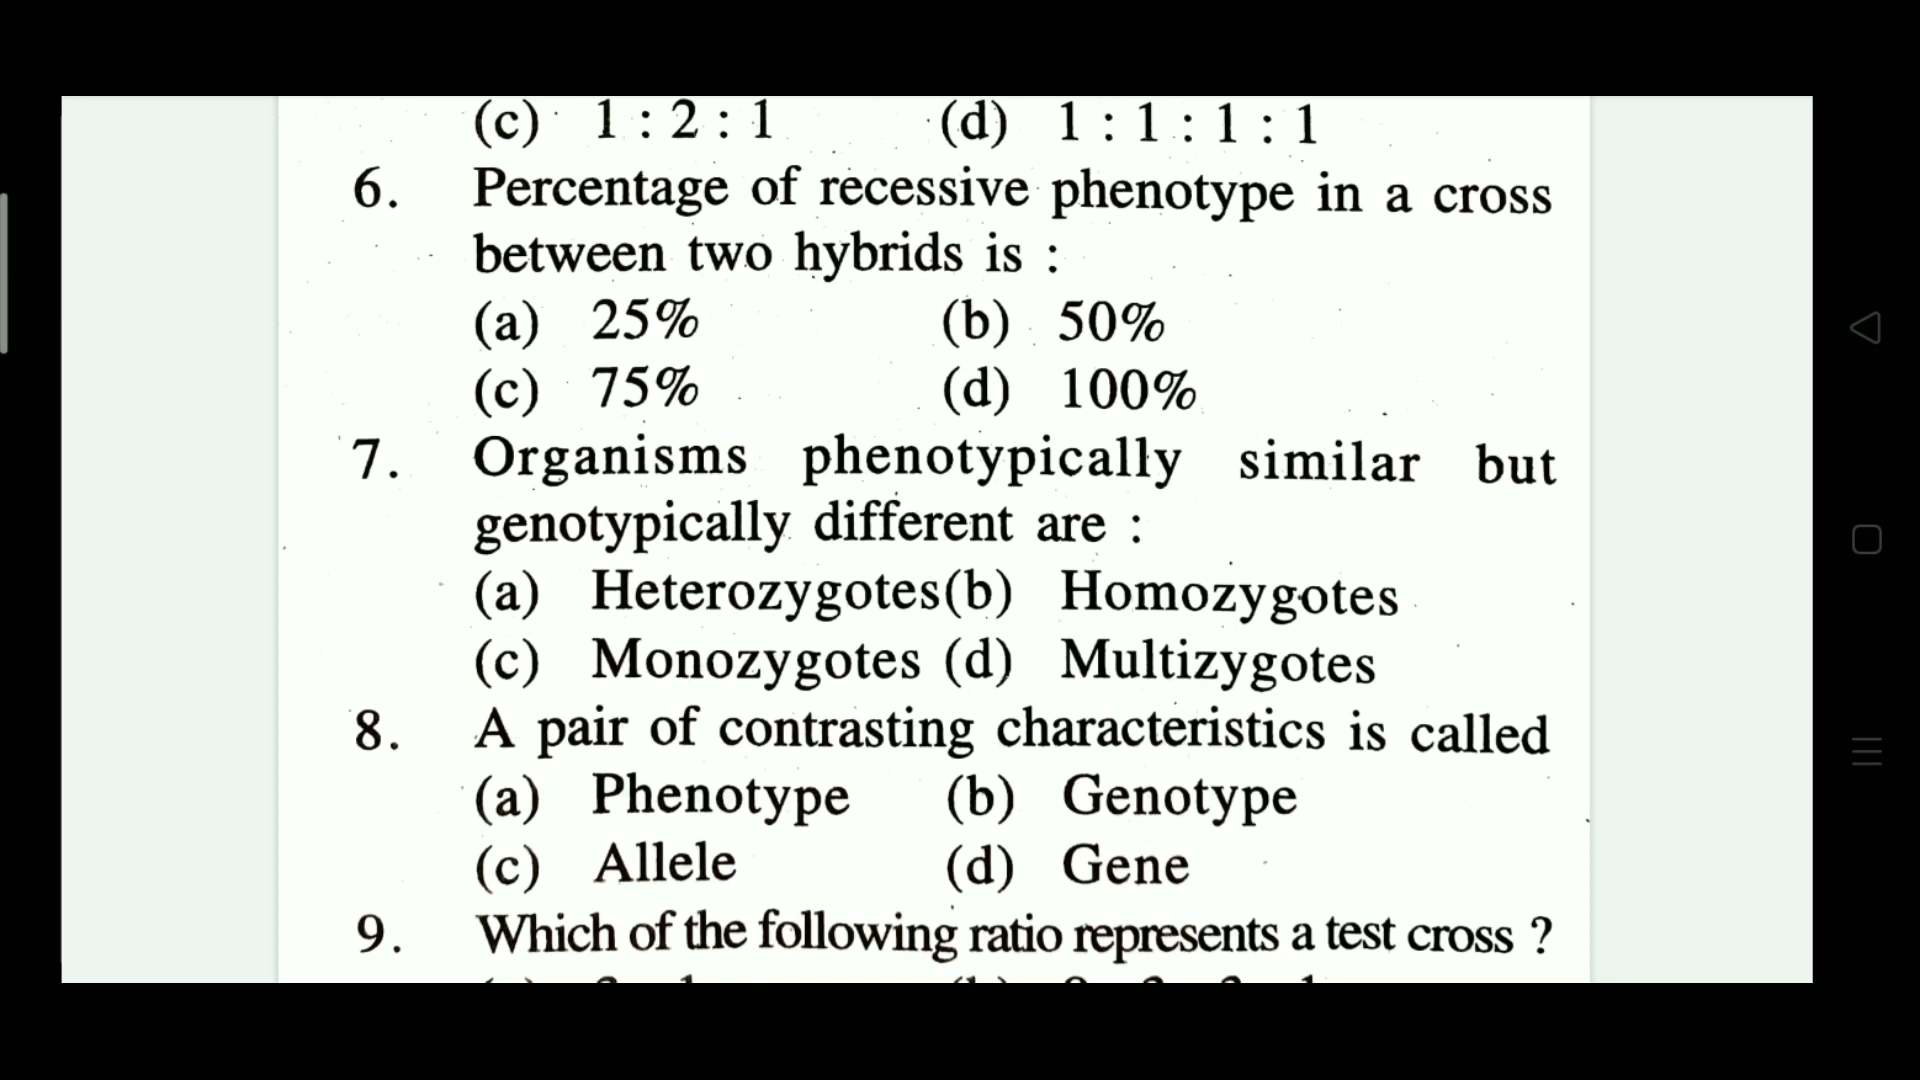 (c) 1 : 2 : 1 (d) 1 : 1 : 1 : 1
6. Percentage of recessive phenotype in a cross
between two hybrids is :
(a) 25% (b) 50%
(c) 75% (d) 100%
7. Organisms phenotypically similar but
genotypically different are :
(a) Heterozygotes (b) Homozygotes
(c) Monozygotes (d) Multizygotes
8. A pair of contrasting characteristics is called
(a) Phenotype (b) Genotype
(c) Allele (d) Gene
9. Which of the following ratio represents a test cross ?